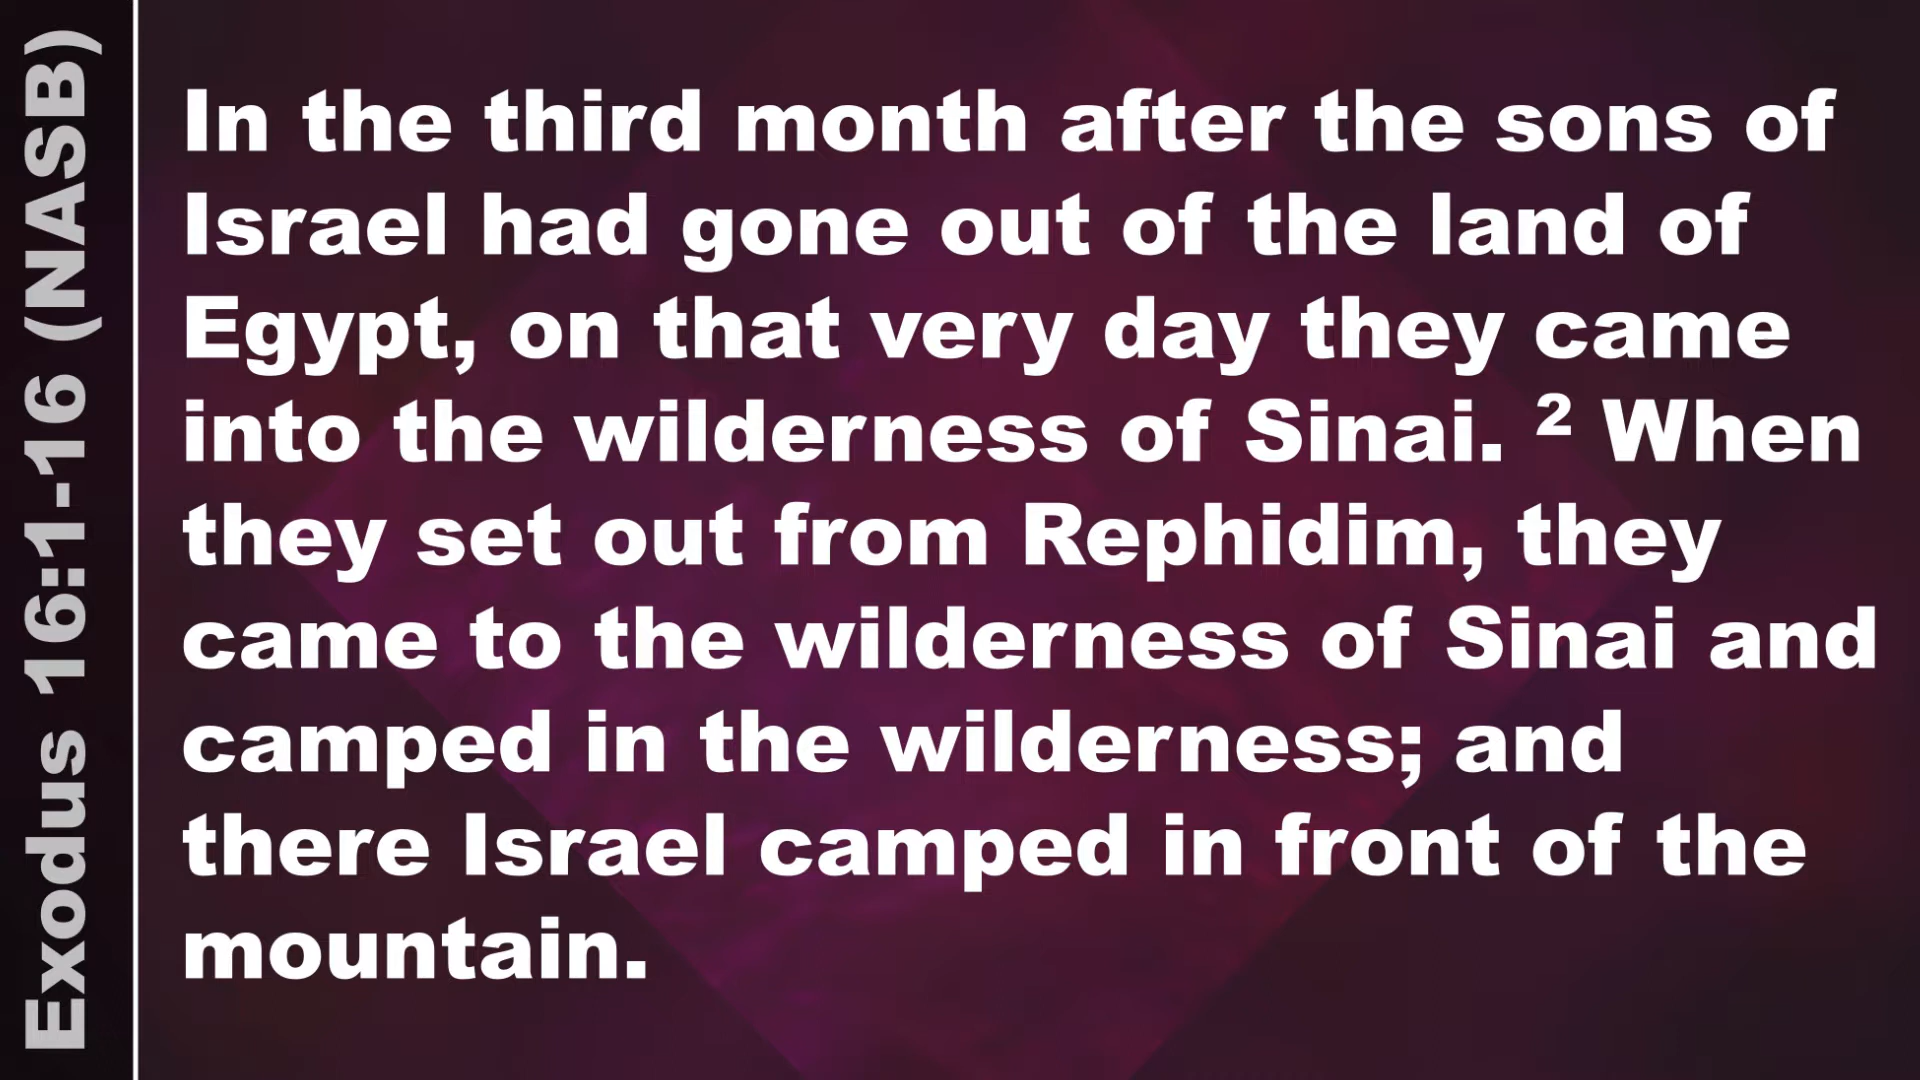 Exodus 16:1-16 (NASB)
In the third month after the sons of
Israel had gone out of the land of
Egypt, on that very day they came
into the wilderness of Sinai. ² When
they set out from Rephidim, they
came to the wilderness of Sinai and
camped in the wilderness; and
there Israel camped in front of the
mountain.